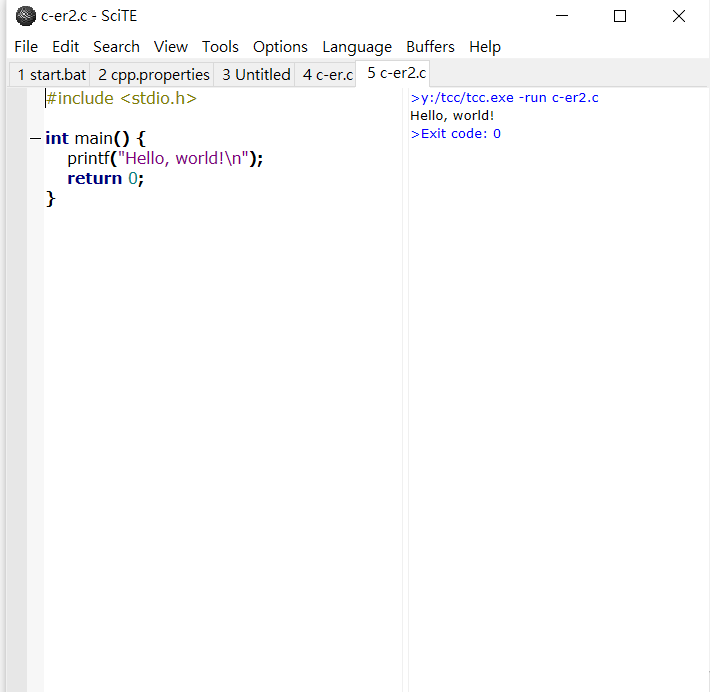 c-er2.c - SciTE
File Edit Search View Tools Options Language Buffers Help
1 start.bat 2 cpp.properties 3 Untitled 4 c-er.c 5 c-er2.c
#include <stdio.h>
int main() {
    printf("Hello, world!\n");
    return 0;
}
>y:/tcc/tcc.exe -run c-er2.c
Hello, world!
>Exit code: 0